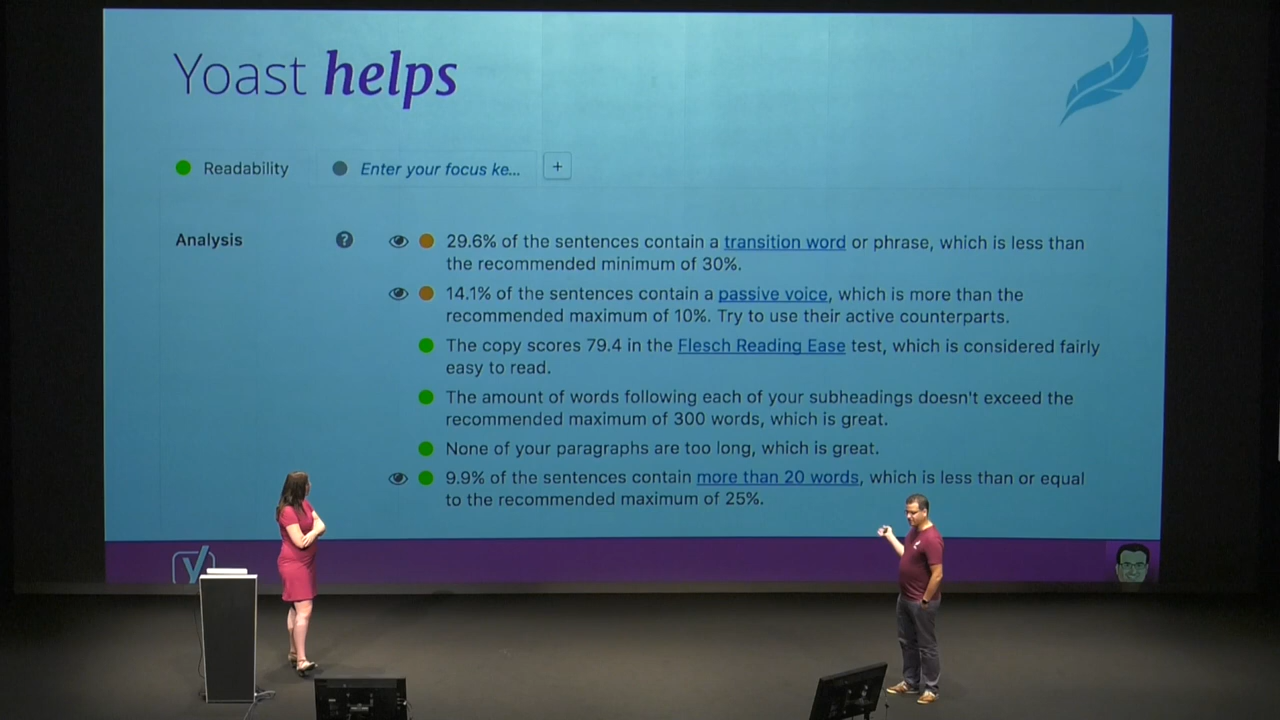 Yoast helps
Readability
Enter your focus ke...
+
Analysis
?
29.6% of the sentences contain a transition word or phrase, which is less than
the recommended minimum of 30%.
14.1% of the sentences contain a passive voice, which is more than the
recommended maximum of 10%. Try to use their active counterparts.
The copy scores 79.4 in the Flesch Reading Ease test, which is considered fairly
easy to read.
The amount of words following each of your subheadings doesn't exceed the
recommended maximum of 300 words, which is great.
None of your paragraphs are too long, which is great.
9.9% of the sentences contain more than 20 words, which is less than or equal
to the recommended maximum of 25%.